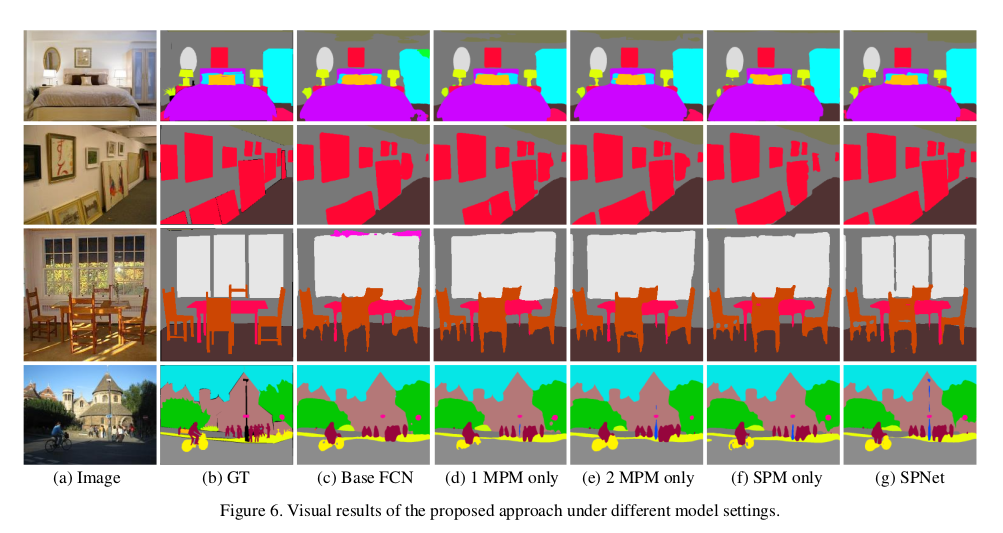 (a) Image (b) GT (c) Base FCN (d) 1 MPM only (e) 2 MPM only (f) SPM only (g) SPNet
Figure 6. Visual results of the proposed approach under different model settings.